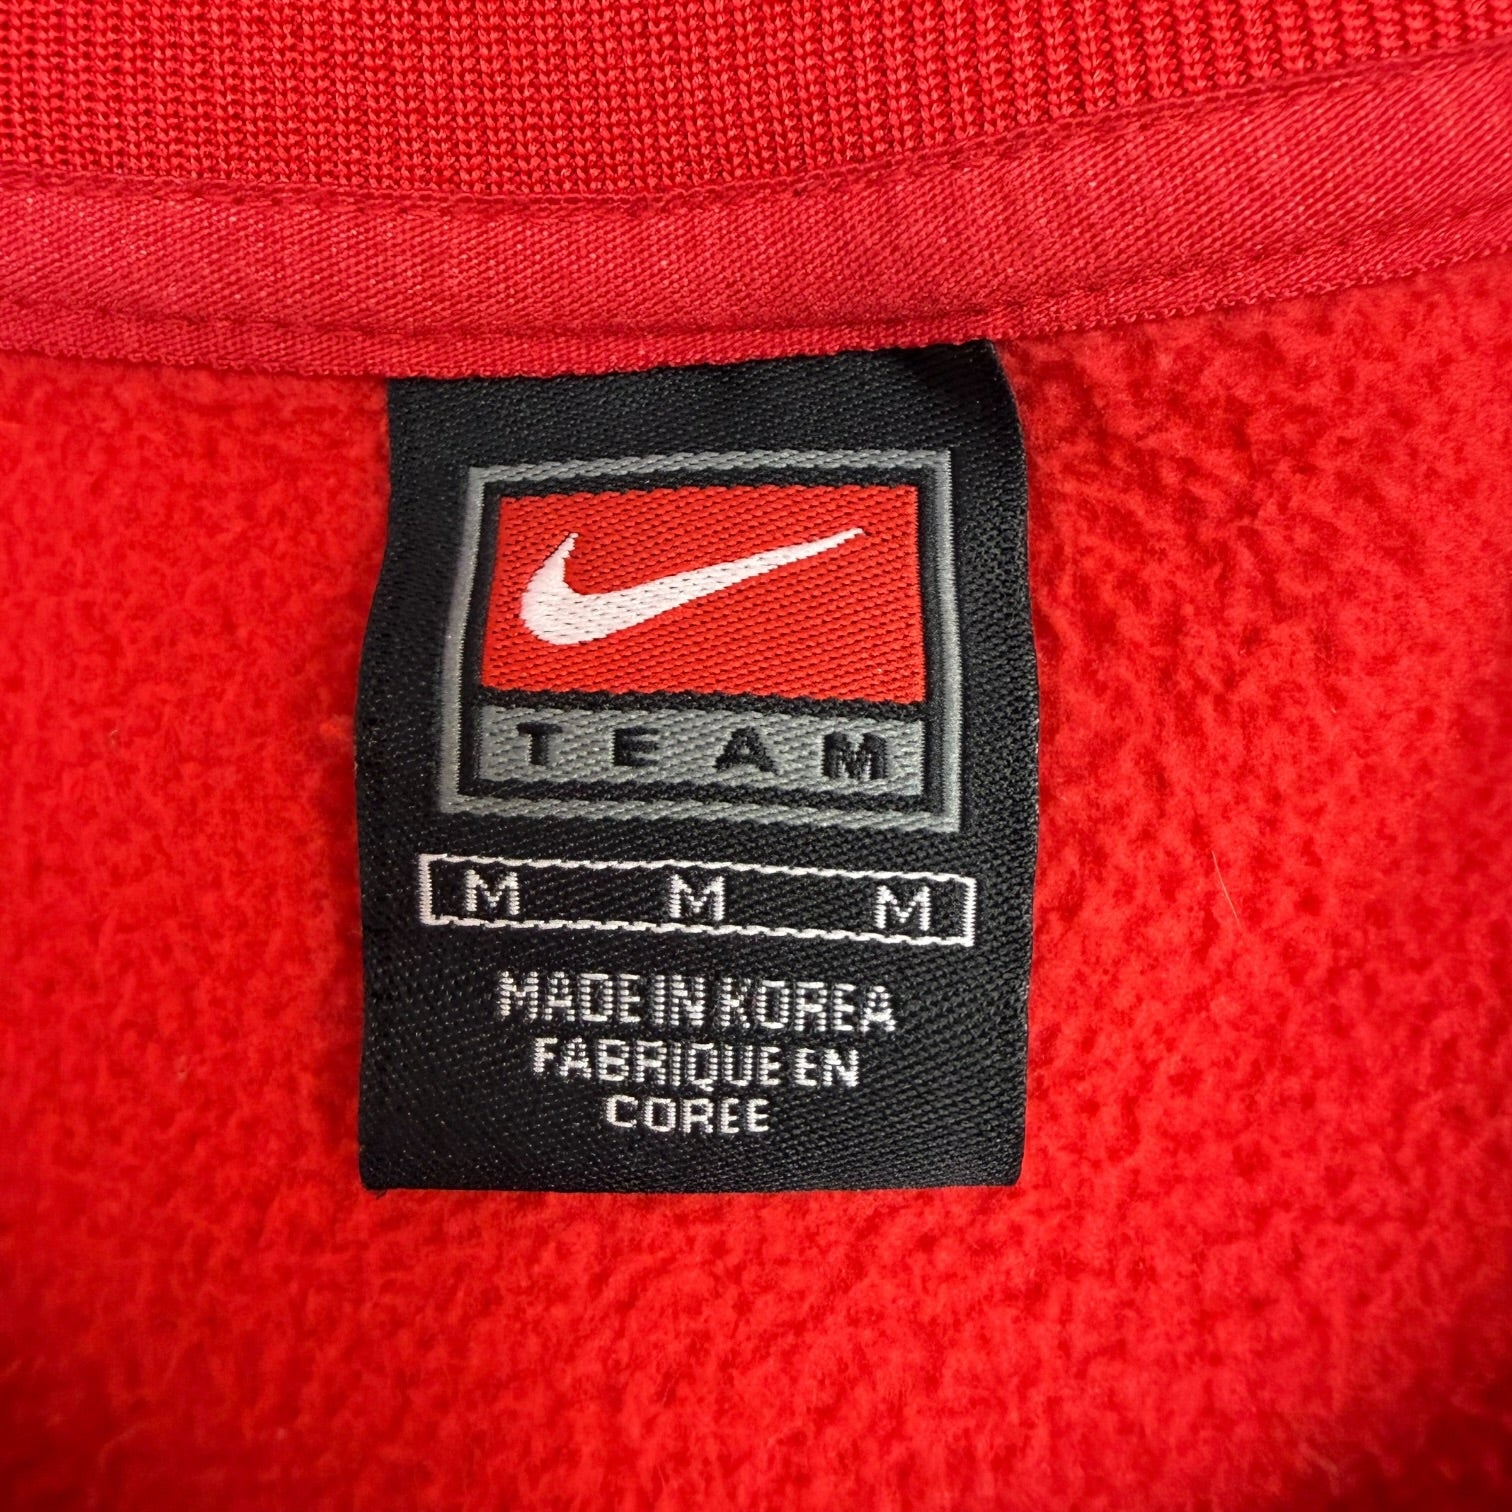 TEAM
M M M
MADE IN KOREA
FABRIQUE EN
COREE